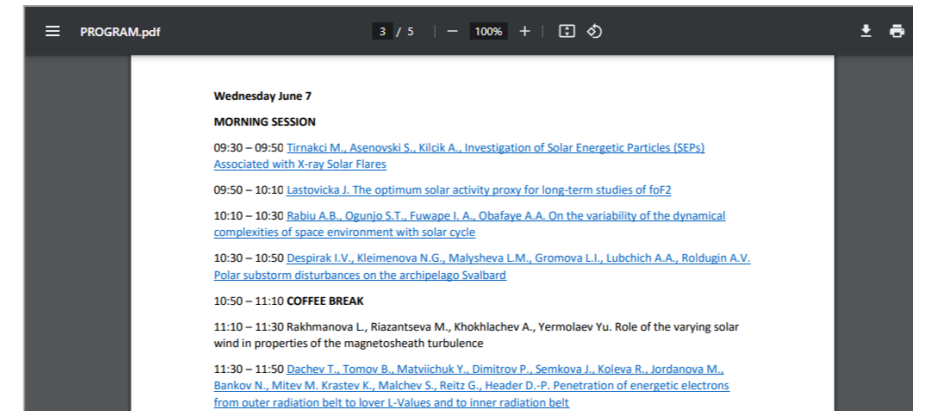 PROGRAM.pdf
3 / 5
100%
Wednesday June 7
MORNING SESSION
09:30 – 09:50 Tirnakci M., Asenovski S., Kilcik A., Investigation of Solar Energetic Particles (SEPs)
Associated with X-ray Solar Flares
09:50 – 10:10 Lastovicka J. The optimum solar activity proxy for long-term studies of foF2
10:10 – 10:30 Rabiu A.B., Ogunjo S.T., Fuwape I. A., Obafaye A.A. On the variability of the dynamical
complexities of space environment with solar cycle
10:30 – 10:50 Despirak I.V., Kleimenova N.G., Malysheva L.M., Gromova L.I., Lubchich A.A., Roldugin A.V.
Polar substorm disturbances on the archipelago Svalbard
10:50 – 11:10 COFFEE BREAK
11:10 – 11:30 Rakhmanova L., Riazantseva M., Khokhlachev A., Yermolaev Yu. Role of the varying solar
wind in properties of the magnetosheath turbulence
11:30 – 11:50 Dachev T., Tomov B., Matviichuk Y., Dimitrov P., Semkova J., Koleva R., Jordanova M.,
Bankov N., Mitev M. Krastev K., Malchev S., Reitz G., Header D.-P. Penetration of energetic electrons
from outer radiation belt to lover L-Values and to inner radiation belt